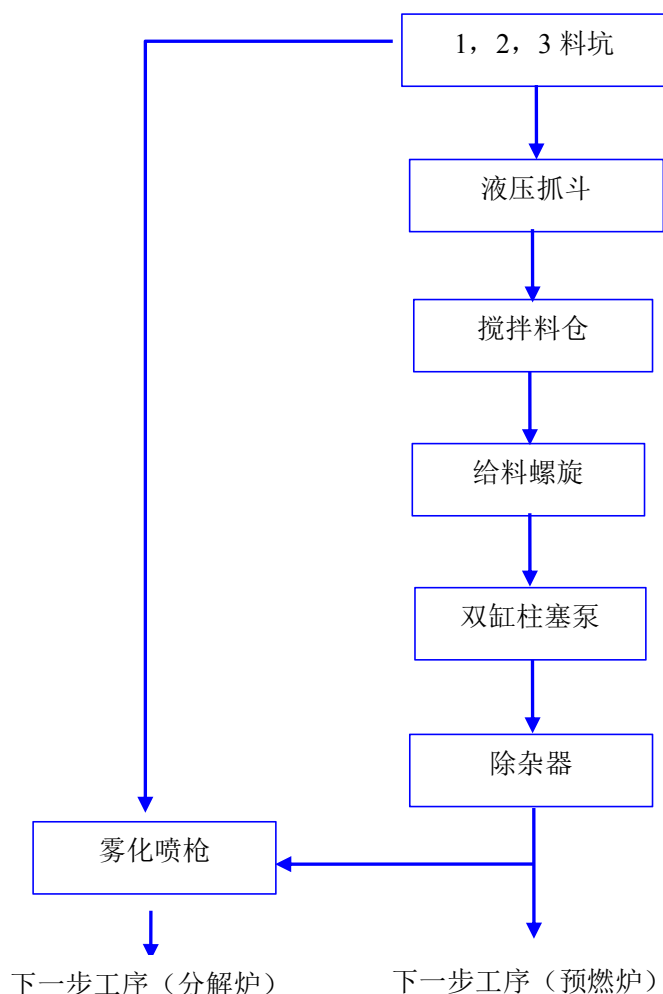 1，2，3 料坑
液压抓斗
搅拌料仓
给料螺旋
双缸柱塞泵
除杂器
雾化喷枪
下一步工序（分解炉）
下一步工序（预燃炉）